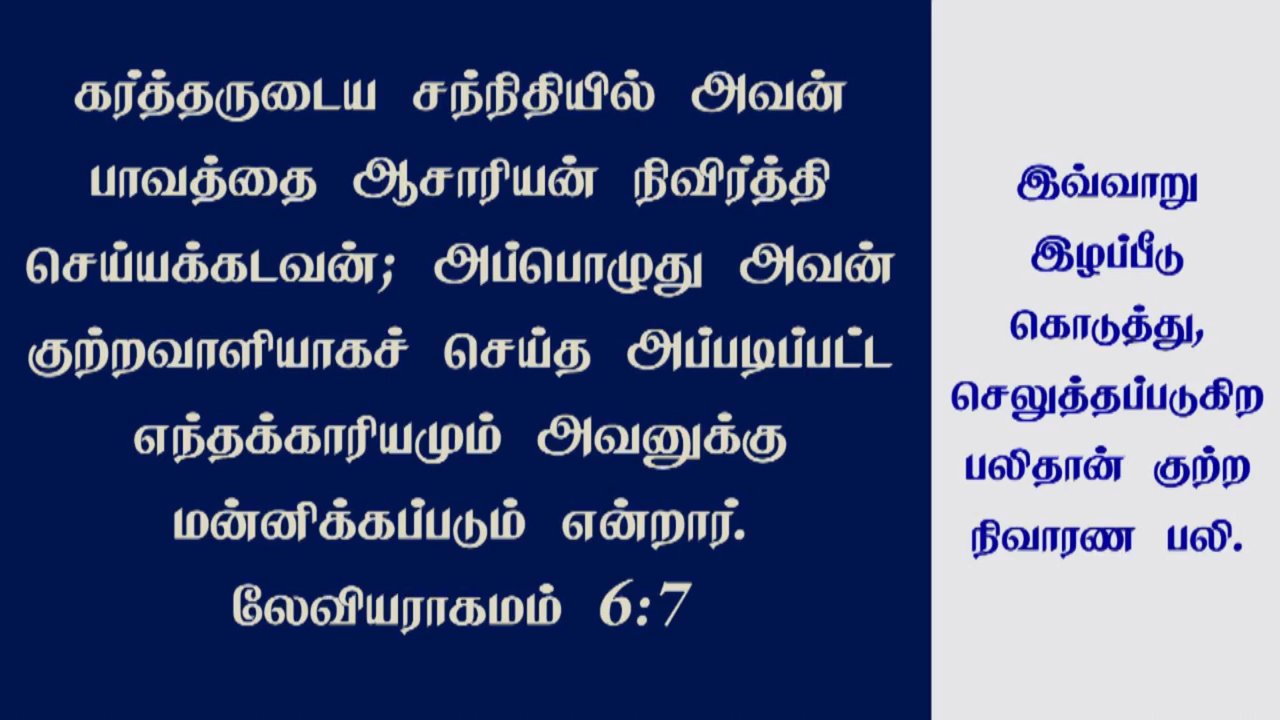 கர்த்தருடைய சந்நிதியில் அவன்
பாவத்தை ஆசாரியன் நிவிர்த்தி
செய்யக்கடவன்; அப்பொழுது அவன்
குற்றவாளியாகச் செய்த அப்படிப்பட்ட
எந்தக்காரியமும் அவனுக்கு
மன்னிக்கப்படும் என்றார்.
லேவியராகமம் 6:7
இவ்வாறு
இழப்பீடு
கொடுத்து,
செலுத்தப்படுகிற
பலிதான் குற்ற
நிவாரண பலி.